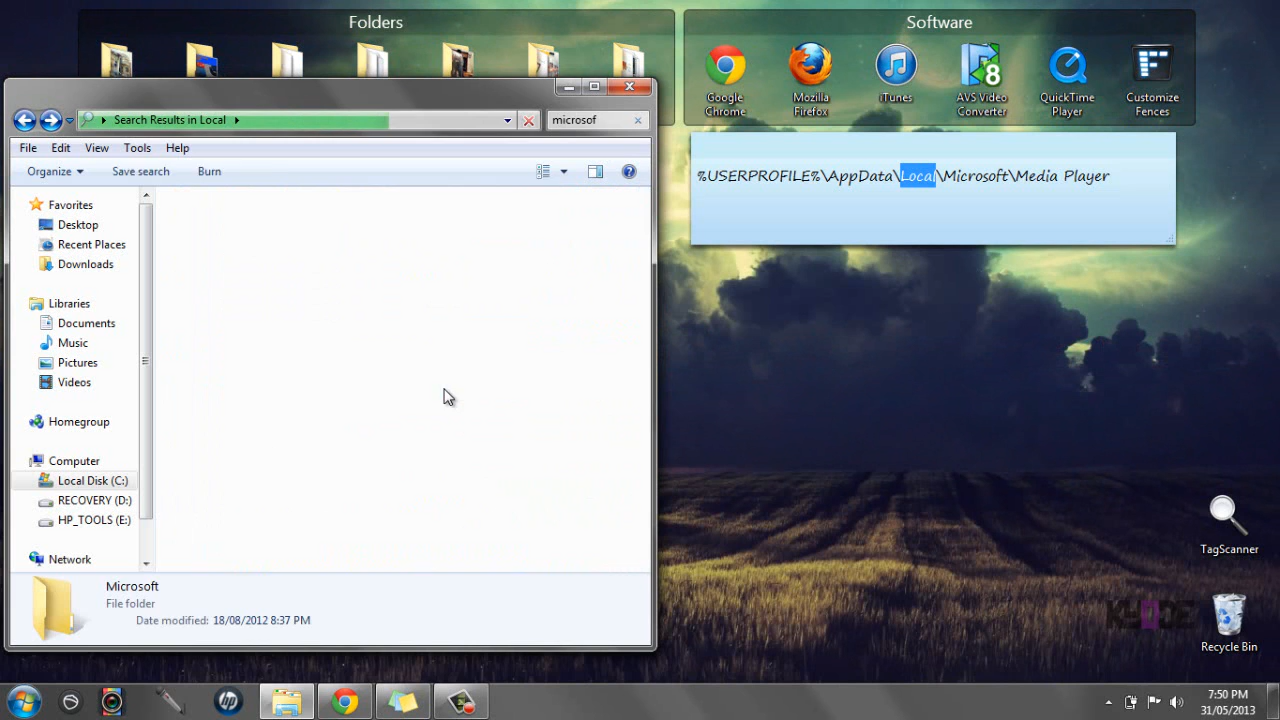 Folders
Software
Google
Chrome
Mozilla
Firefox
iTunes
8
AVS Video
Converter
QuickTime
Player
Customize
Fences
Search Results in Local
microsof
File Edit View Tools Help
Organize Save search Burn
%USERPROFILE%\AppData\Local\Microsoft\Media Player
Favorites
Desktop
Recent Places
Downloads
Libraries
Documents
Music
Pictures
Videos
Homegroup
Computer
Local Disk (C:)
RECOVERY (D:)
HP_TOOLS (E:)
Network
Microsoft
File folder
Date modified: 18/08/2012 8:37 PM
TagScanner
Recycle Bin
hp
7:50 PM
31/05/2013